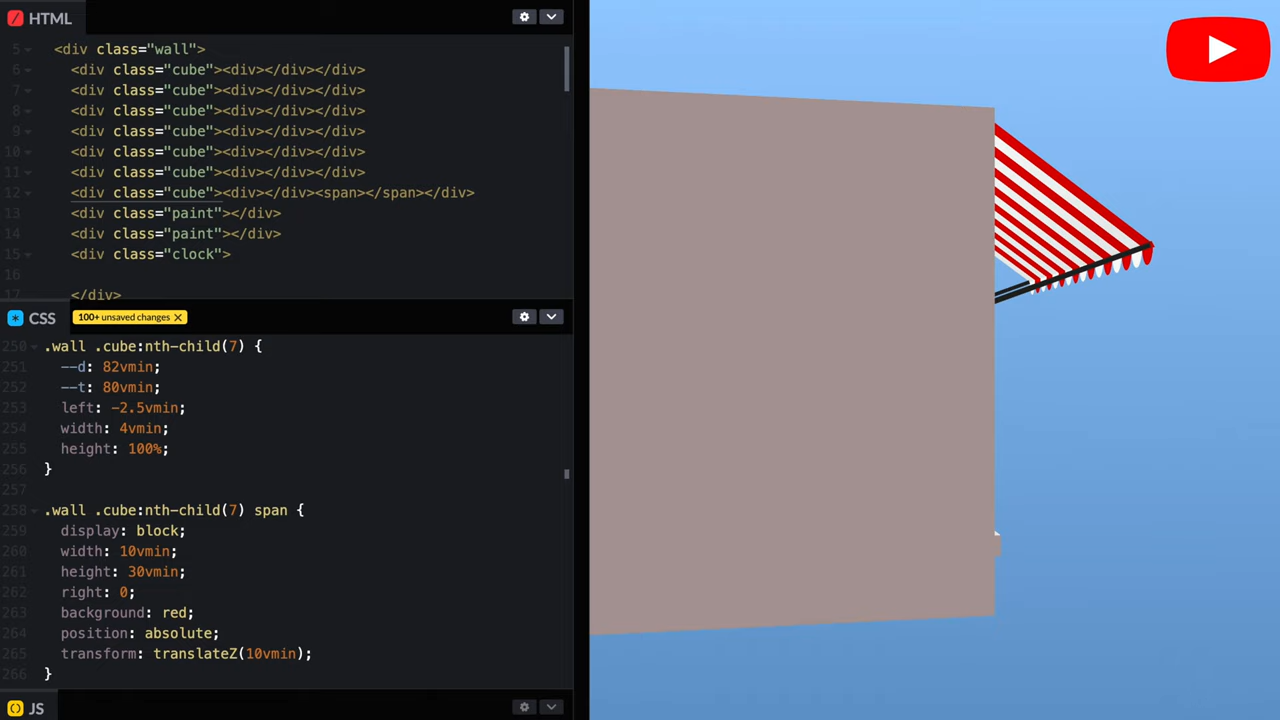 HTML
5 <div class="wall">
6 <div class="cube"><div></div></div>
7 <div class="cube"><div></div></div>
8 <div class="cube"><div></div></div>
9 <div class="cube"><div></div></div>
10 <div class="cube"><div></div></div>
11 <div class="cube"><div></div></div>
12 <div class="cube"><div></div><span></span></div>
13 <div class="paint"></div>
14 <div class="paint"></div>
15 <div class="clock">
16
17 </div>
CSS 100+ unsaved changes X
250 .wall .cube:nth-child(7) {
251 --d: 82vmin;
252 --t: 80vmin;
253 left: -2.5vmin;
254 width: 4vmin;
255 height: 100%;
256 }
257
258 .wall .cube:nth-child(7) span {
259 display: block;
260 width: 10vmin;
261 height: 30vmin;
262 right: 0;
263 background: red;
264 position: absolute;
265 transform: translateZ(10vmin);
266 }
JS